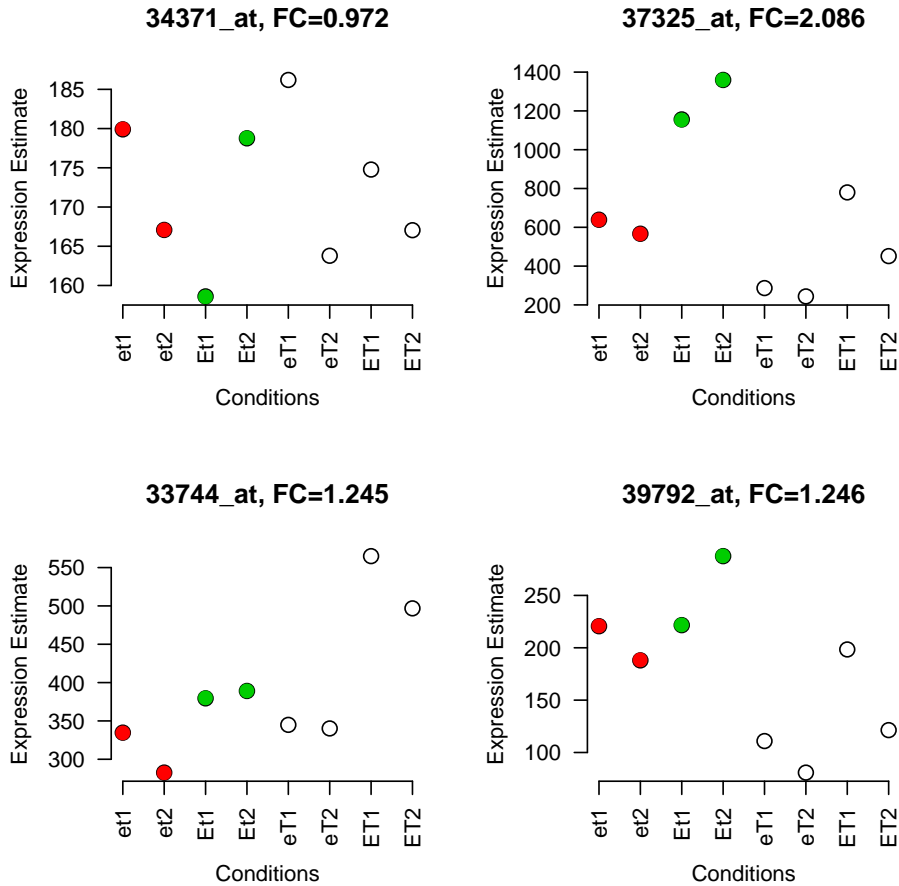 34371_at, FC=0.972
Expression Estimate
185
180
175
170
165
160
et1 et2 Et1 Et2 eT1 eT2 ET1 ET2
Conditions
37325_at, FC=2.086
Expression Estimate
1400
1200
1000
800
600
400
200
et1 et2 Et1 Et2 eT1 eT2 ET1 ET2
Conditions
33744_at, FC=1.245
Expression Estimate
550
500
450
400
350
300
et1 et2 Et1 Et2 eT1 eT2 ET1 ET2
Conditions
39792_at, FC=1.246
Expression Estimate
250
200
150
100
et1 et2 Et1 Et2 eT1 eT2 ET1 ET2
Conditions